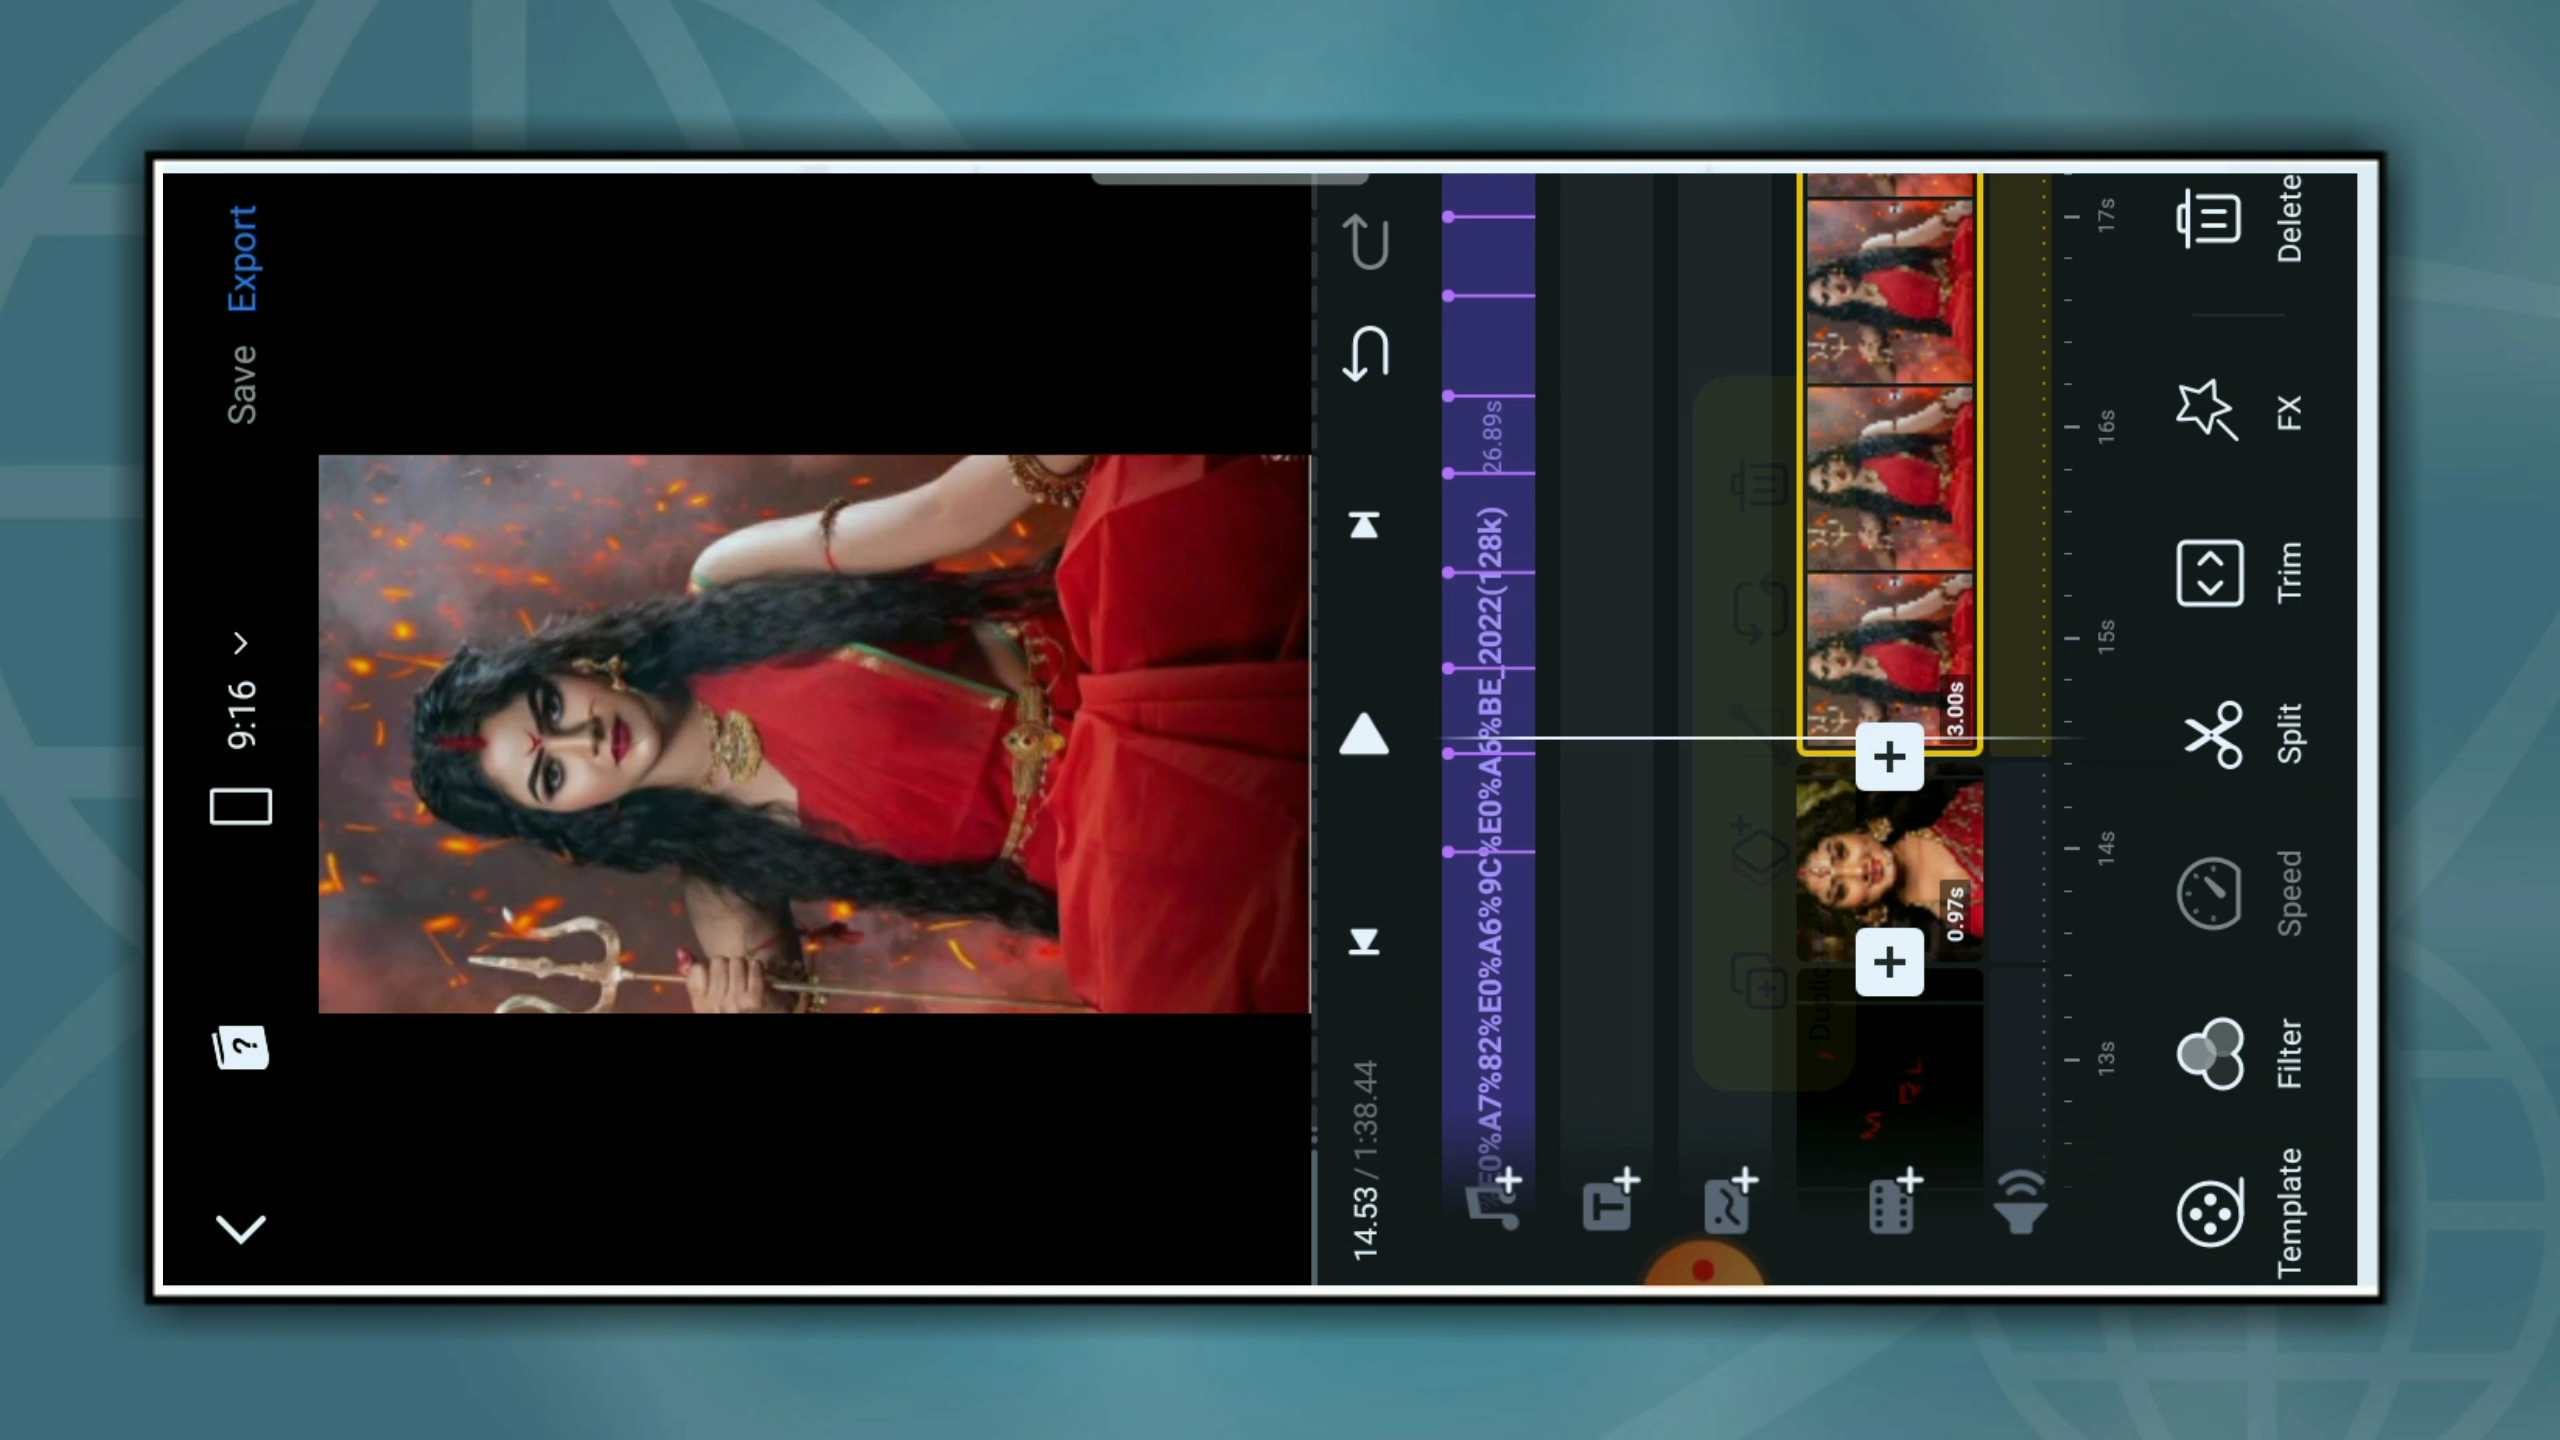 9:16
Save
Export
14.53 / 1:38.44
E0%A7%82%E0%A6%9C%E0%A6%BE_2022(128k)
26.89s
0.97s
3.00s
13s
14s
15s
16s
17s
Template
Filter
Speed
Split
Trim
FX
Delete